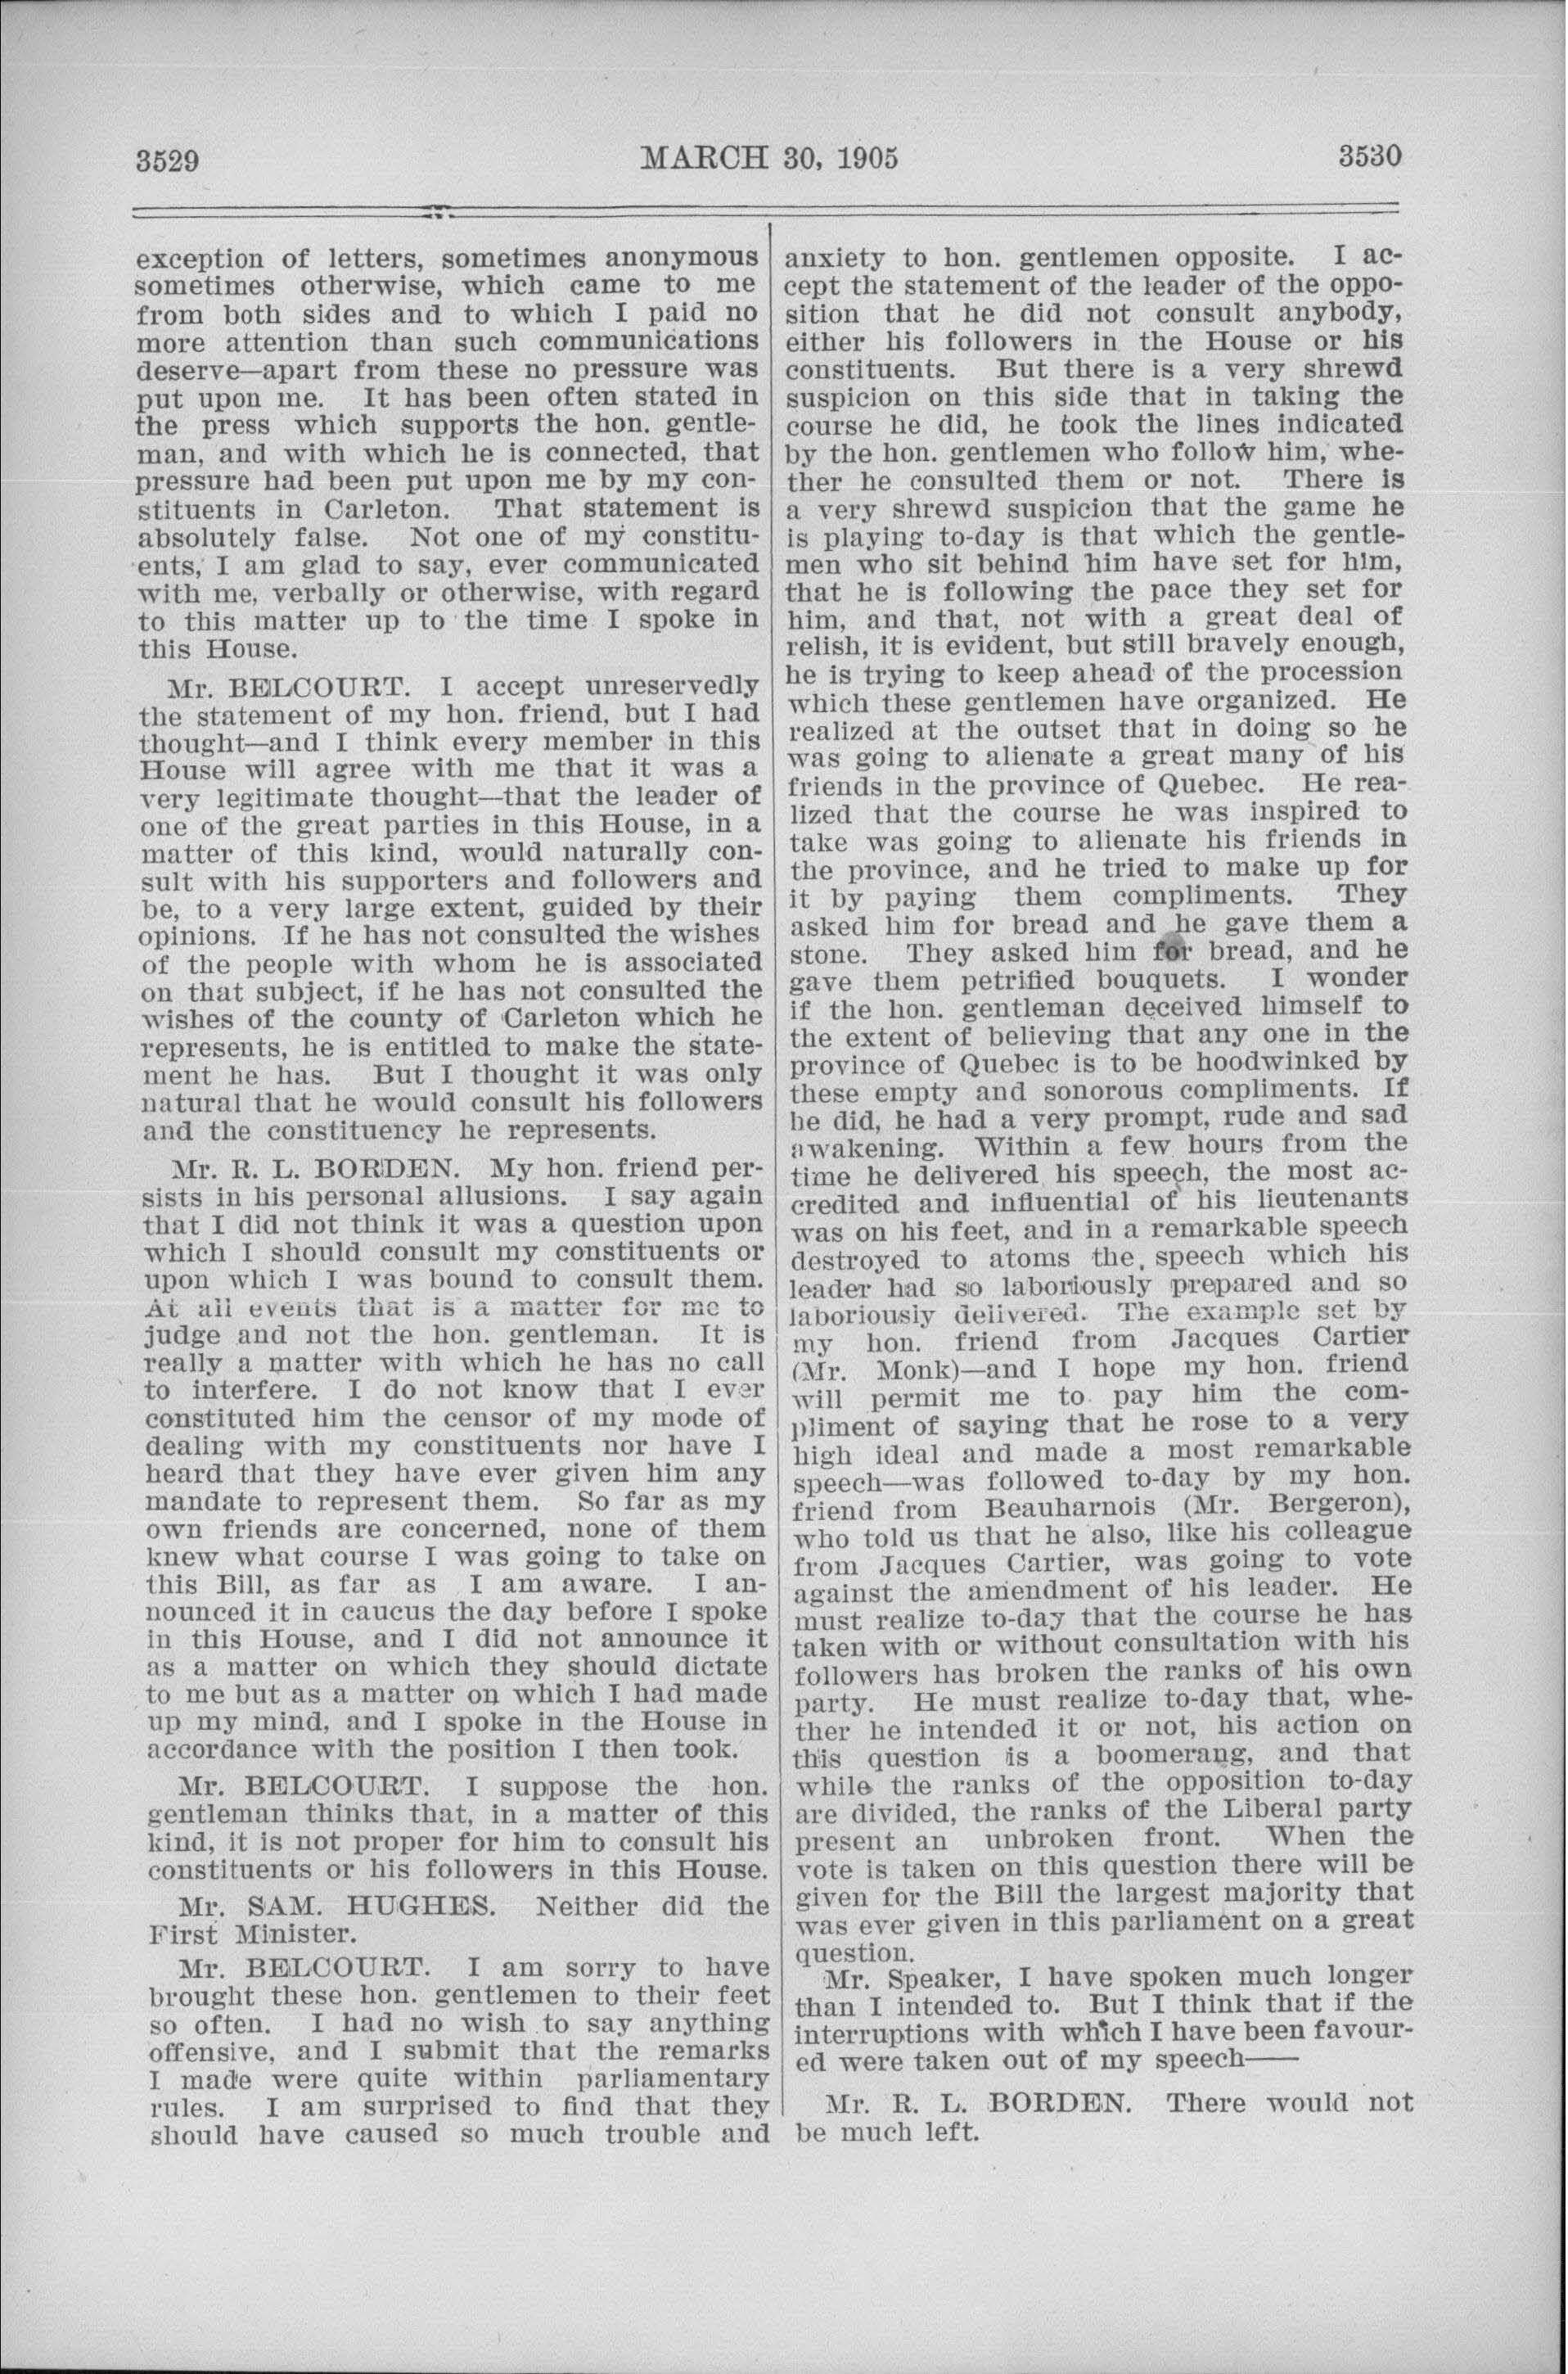 3529
MARCH 30, 1905
3530
exception of letters, sometimes anonymous
sometimes otherwise, which came to me
from both sides and to which I paid no
more attention than such communications
deserve—apart from these no pressure was
put upon me. It has been often stated in
the press which supports the hon. gentle-
man, and with which he is connected, that
pressure had been put upon me by my con-
stituents in Carleton. That statement is
absolutely false. Not one of my constitu-
ents, I am glad to say, ever communicated
with me, verbally or otherwise, with regard
to this matter up to the time I spoke in
this House.
Mr. BELCOURT. I accept unreservedly
the statement of my hon. friend, but I had
thought—and I think every member in this
House will agree with me that it was a
very legitimate thought—that the leader of
one of the great parties in this House, in a
matter of this kind, would naturally con-
sult with his supporters and followers and
be, to a very large extent, guided by their
opinions. If he has not consulted the wishes
of the people with whom he is associated
on that subject, if he has not consulted the
wishes of the county of Carleton which he
represents, he is entitled to make the state-
ment he has. But I thought it was only
natural that he would consult his followers
and the constituency he represents.
Mr. R. L. BORDEN. My hon. friend per-
sists in his personal allusions. I say again
that I did not think it was a question upon
which I should consult my constituents or
upon which I was bound to consult them.
At all events that is a matter for me to
judge and not the hon. gentleman. It is
really a matter with which he has no call
to interfere. I do not know that I ever
constituted him the censor of my mode of
dealing with my constituents nor have I
heard that they have ever given him any
mandate to represent them. So far as my
own friends are concerned, none of them
knew what course I was going to take on
this Bill, as far as I am aware. I an-
nounced it in caucus the day before I spoke
in this House, and I did not announce it
as a matter on which they should dictate
to me but as a matter on which I had made
up my mind, and I spoke in the House in
accordance with the position I then took.
Mr. BELCOURT. I suppose the hon.
gentleman thinks that, in a matter of this
kind, it is not proper for him to consult his
constituents or his followers in this House.
Mr. SAM. HUGHES. Neither did the
First Minister.
Mr. BELCOURT. I am sorry to have
brought these hon. gentlemen to their feet
so often. I had no wish to say anything
offensive, and I submit that the remarks
I made were quite within parliamentary
rules. I am surprised to find that they
should have caused so much trouble and
anxiety to hon. gentlemen opposite. I ac-
cept the statement of the leader of the oppo-
sition that he did not consult anybody,
either his followers in the House or his
constituents. But there is a very shrewd
suspicion on this side that in taking the
course he did, he took the lines indicated
by the hon. gentlemen who follow him, whe-
ther he consulted them or not. There is
a very shrewd suspicion that the game he
is playing to-day is that which the gentle-
men who sit behind him have set for him,
that he is following the pace they set for
him, and that, not with a great deal of
relish, it is evident, but still bravely enough,
he is trying to keep ahead of the procession
which these gentlemen have organized. He
realized at the outset that in doing so he
was going to alienate a great many of his
friends in the province of Quebec. He rea-
lized that the course he was inspired to
take was going to alienate his friends in
the province, and he tried to make up for
it by paying them compliments. They
asked him for bread and he gave them a
stone. They asked him for bread, and he
gave them petrified bouquets. I wonder
if the hon. gentleman deceived himself to
the extent of believing that any one in the
province of Quebec is to be hoodwinked by
these empty and sonorous compliments. If
he did, he had a very prompt, rude and sad
awakening. Within a few hours from the
time he delivered his speech, the most ac-
credited and influential of his lieutenants
was on his feet, and in a remarkable speech
destroyed to atoms the speech which his
leader had so laboriously prepared and so
laboriously delivered. The example set by
my hon. friend from Jacques Cartier
(Mr. Monk)—and I hope my hon. friend
will permit me to pay him the com-
pliment of saying that he rose to a very
high ideal and made a most remarkable
speech—was followed to-day by my hon.
friend from Beauharnois (Mr. Bergeron),
who told us that he also, like his colleague
from Jacques Cartier, was going to vote
against the amendment of his leader. He
must realize to-day that the course he has
taken with or without consultation with his
followers has broken the ranks of his own
party. He must realize to-day that, whe-
ther he intended it or not, his action on
this question is a boomerang, and that
while the ranks of the opposition to-day
are divided, the ranks of the Liberal party
present an unbroken front. When the
vote is taken on this question there will be
given for the Bill the largest majority that
was ever given in this parliament on a great
question.
Mr. Speaker, I have spoken much longer
than I intended to. But I think that if the
interruptions with which I have been favour-
ed were taken out of my speech——
Mr. R. L. BORDEN. There would not
be much left.